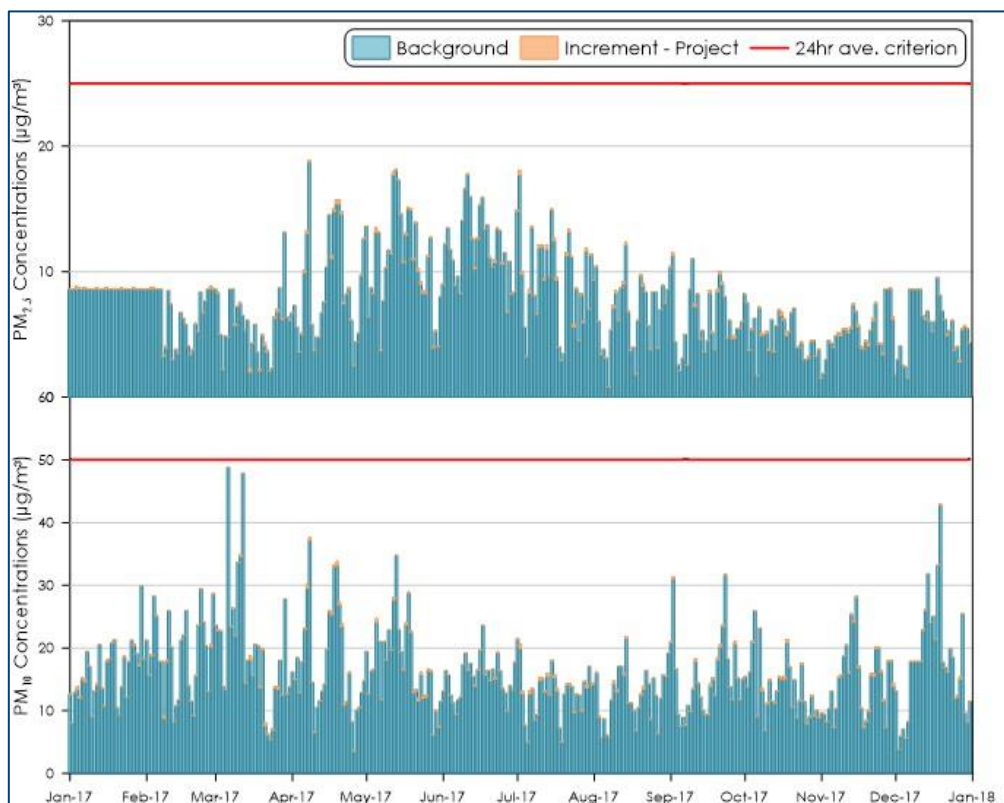 30
Background Increment - Project 24hr ave. criterion
20
10
PM2.5 Concentrations (µg/m³)
60
50
40
30
20
10
0
PM10 Concentrations (µg/m³)
Jan-17 Feb-17 Mar-17 Apr-17 May-17 Jun-17 Jul-17 Aug-17 Sep-17 Oct-17 Nov-17 Dec-17 Jan-18